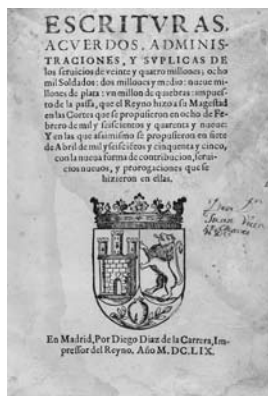 ESCRITVRAS,
ACVERDOS, ADMINIS-
TRACIONES, Y SVPLICAS DE
los seruicios de veinte y quatro millones; ocho
mil Soldados: dos millones y medio: nueue mi-
llones de plata: vn millon de quiebras: impues-
to de la passa, que el Reyno hizo a su Magestad
en las Cortes que se propusieron en ocho de Fe-
brero de mil y seiscientos y quarenta y nueue:
Y en las que assimismo se propusieron en siete
de Abril de mil y seiscietos y cinquenta y cinco,
con la nueua forma de contribucion, serui-
cios nueuos, y prorogaciones que se
hizieron en ellas.
Don
Juan
En Madrid, Por Diego Diaz de la Carrera, Im-
pressor del Reyno. Año M.DC.LIX.